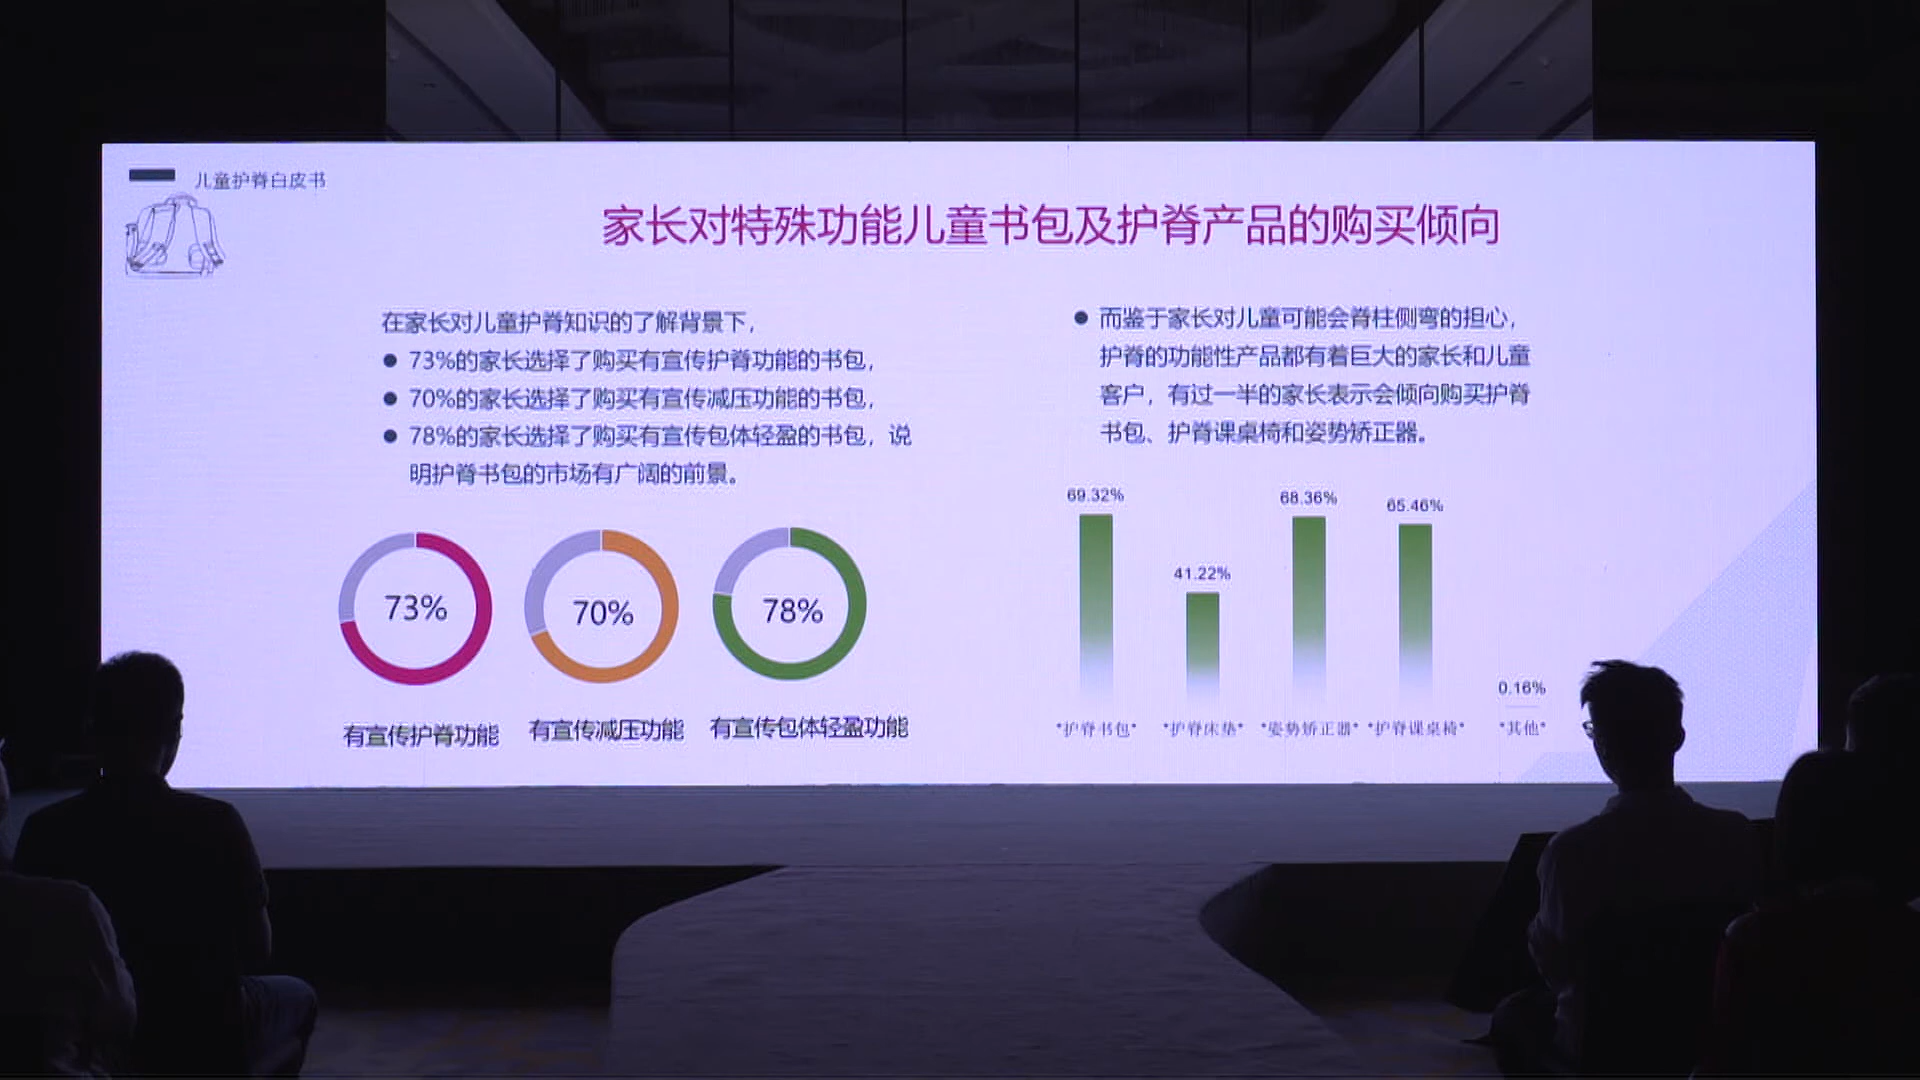 儿童护脊白皮书
家长对特殊功能儿童书包及护脊产品的购买倾向
在家长对儿童护脊知识的了解背景下，
● 73%的家长选择了购买有宣传护脊功能的书包，
● 70%的家长选择了购买有宣传减压功能的书包，
● 78%的家长选择了购买有宣传包体轻盈的书包，说
明护脊书包的市场有广阔的前景。
73%
70%
78%
有宣传护脊功能
有宣传减压功能
有宣传包体轻盈功能
● 而鉴于家长对儿童可能会脊柱侧弯的担心，
护脊的功能性产品都有着巨大的家长和儿童
客户，有过一半的家长表示会倾向购买护脊
书包、护脊课桌椅和姿势矫正器。
69.32%
41.22%
68.36%
65.46%
0.16%
"护脊书包"
"护脊床垫"
"姿势矫正器"
"护脊课桌椅"
"其他"